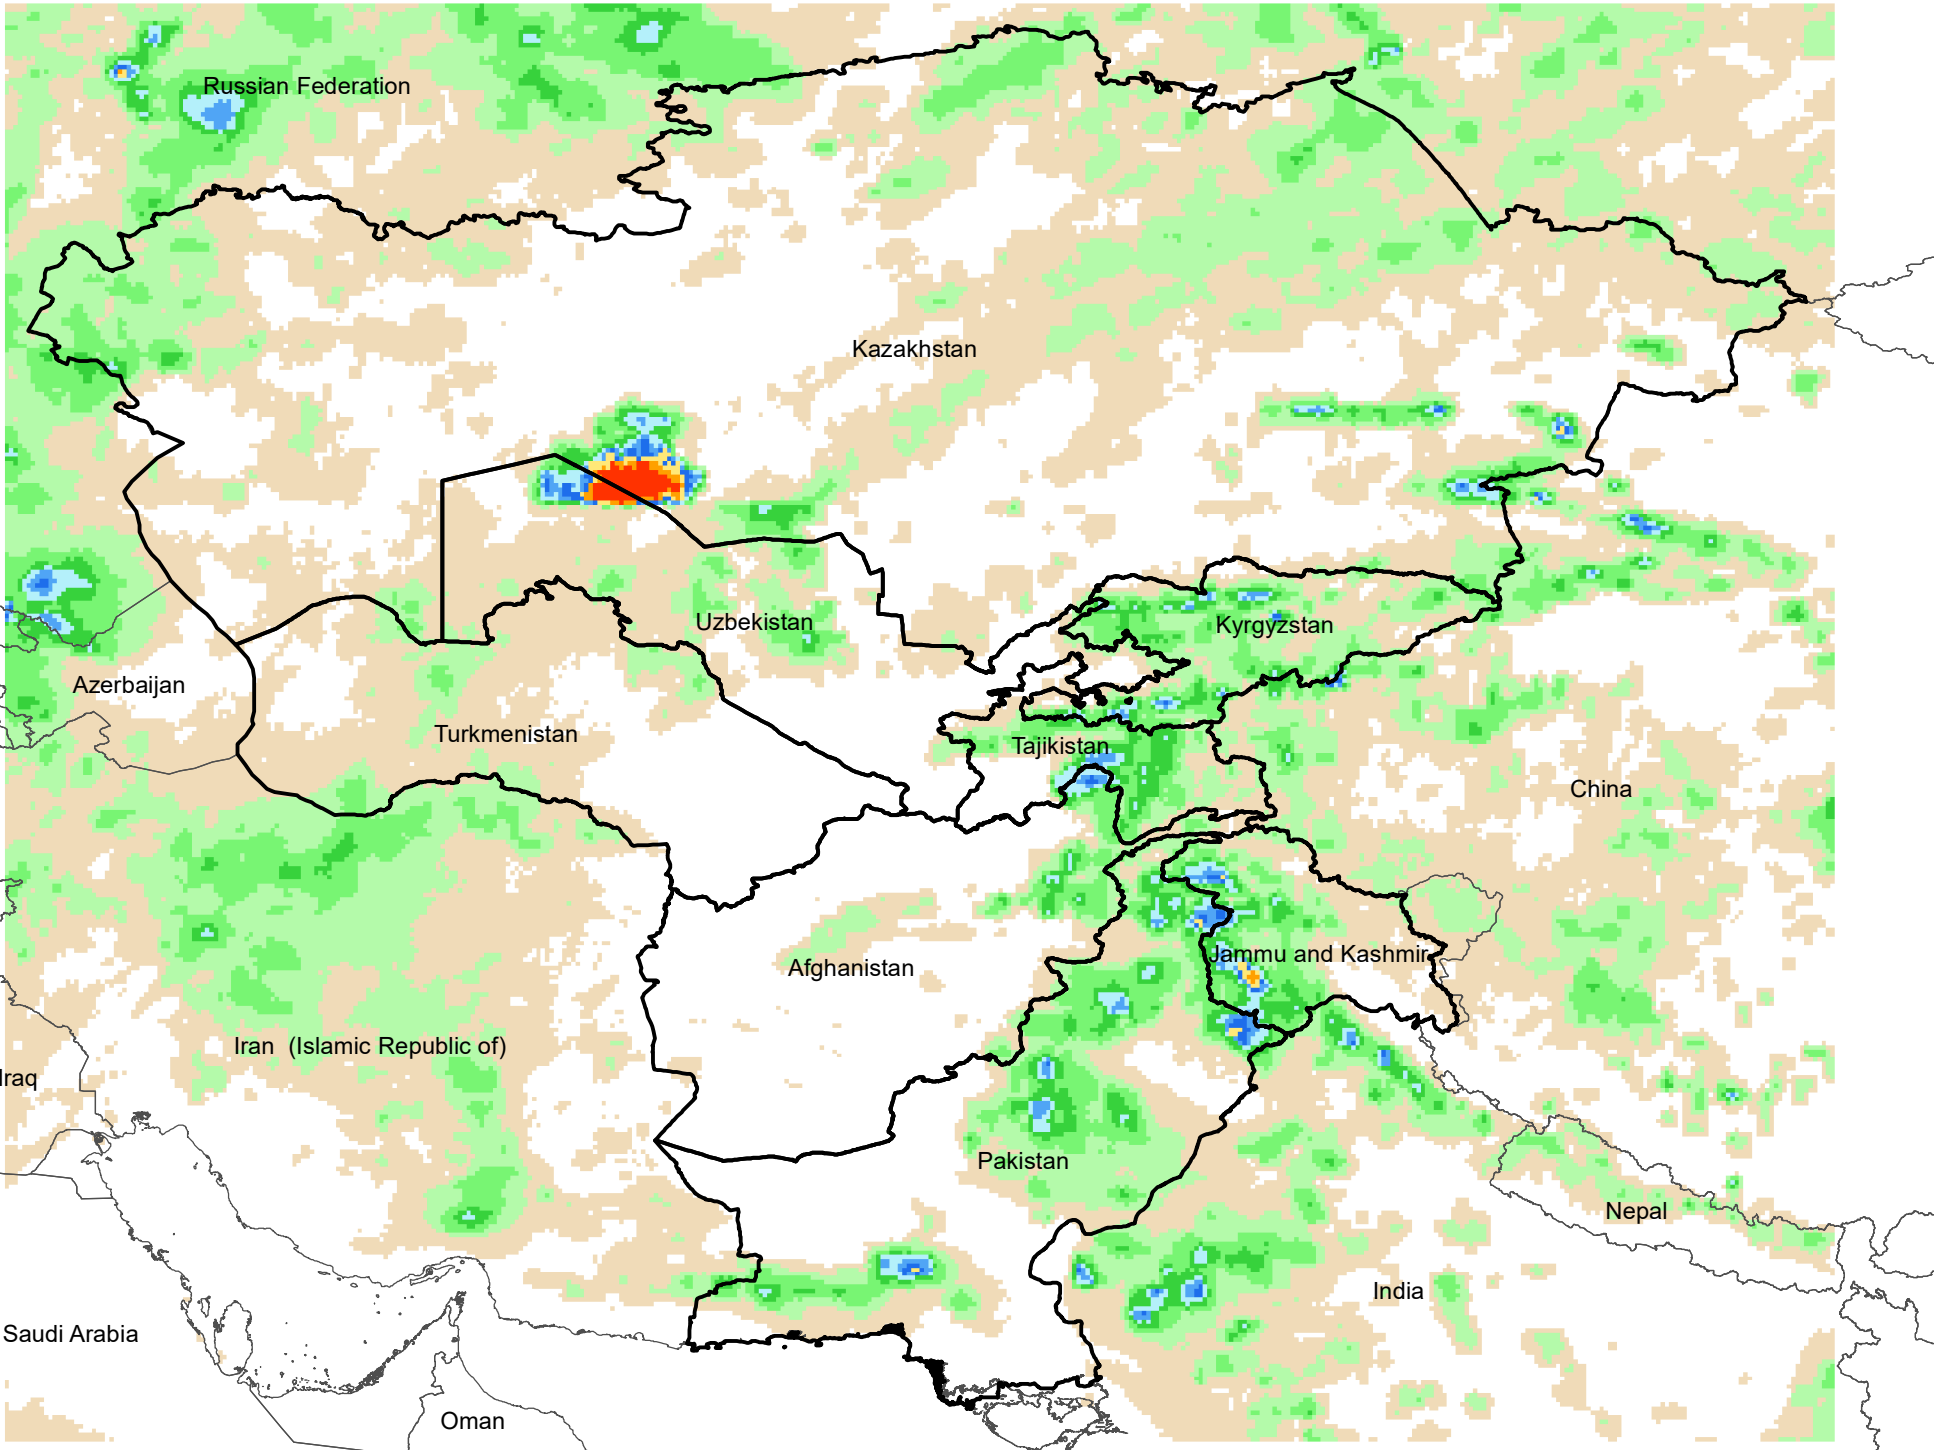 Russian Federation
Kazakhstan
Uzbekistan
Kyrgyzstan
Azerbaijan
Turkmenistan
Tajikistan
China
Jammu and Kashmir
Afghanistan
Iran  (Islamic Republic of)
Iraq
Pakistan
Nepal
India
Saudi Arabia
Oman